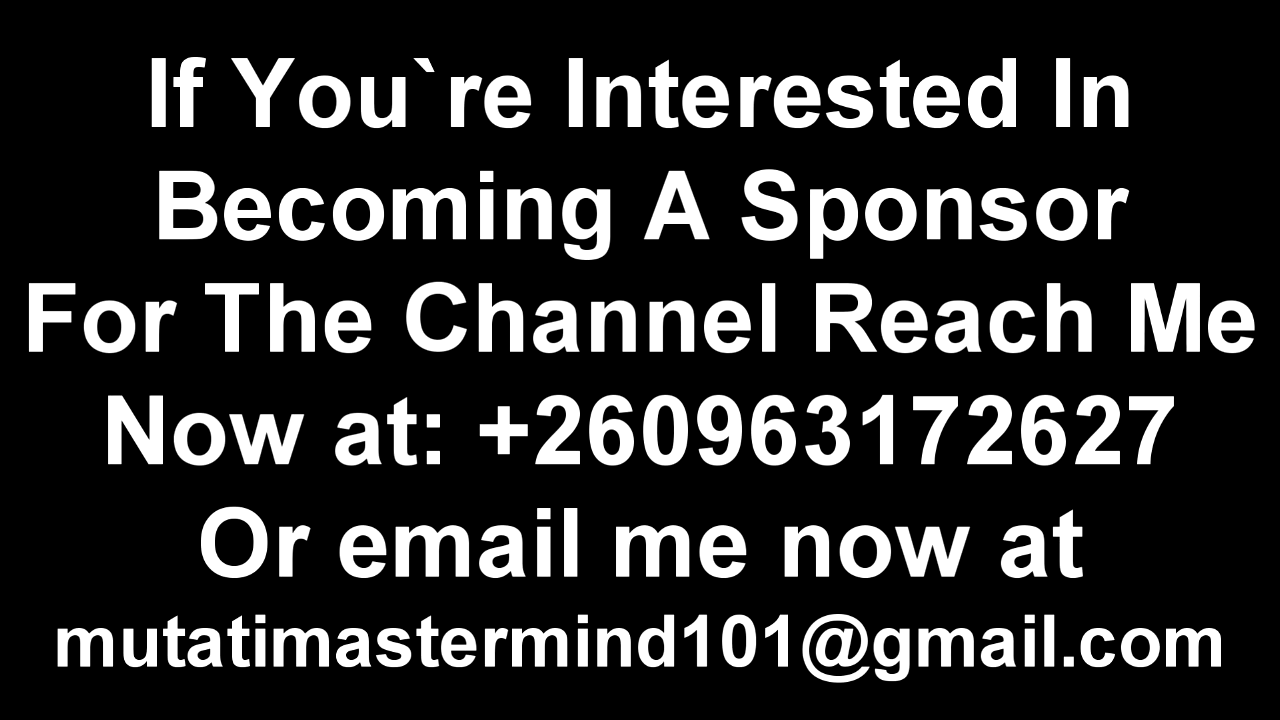 If You`re Interested In
Becoming A Sponsor
For The Channel Reach Me
Now at: +260963172627
Or email me now at
mutatimastermind101@gmail.com